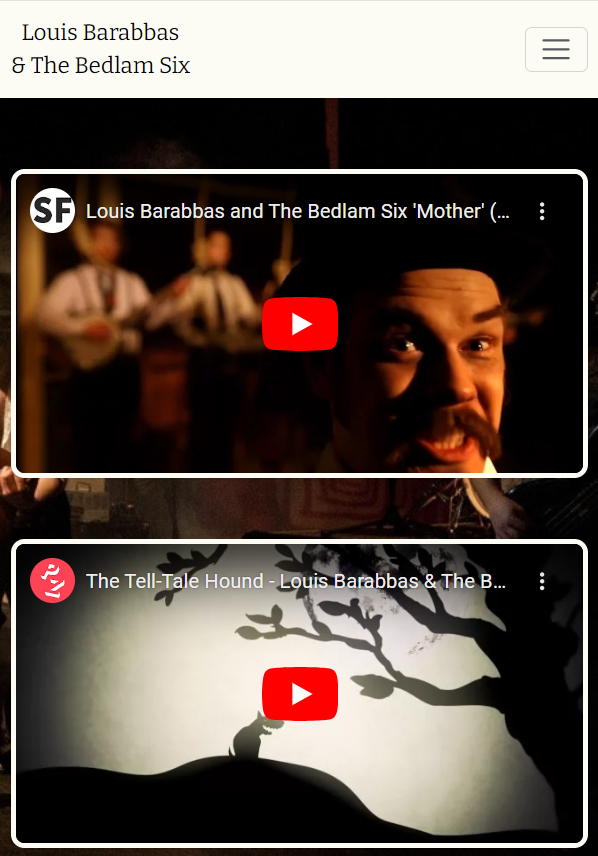 Louis Barabbas
& The Bedlam Six
SF
Louis Barabbas and The Bedlam Six 'Mother' (...
The Tell-Tale Hound - Louis Barabbas & The B...